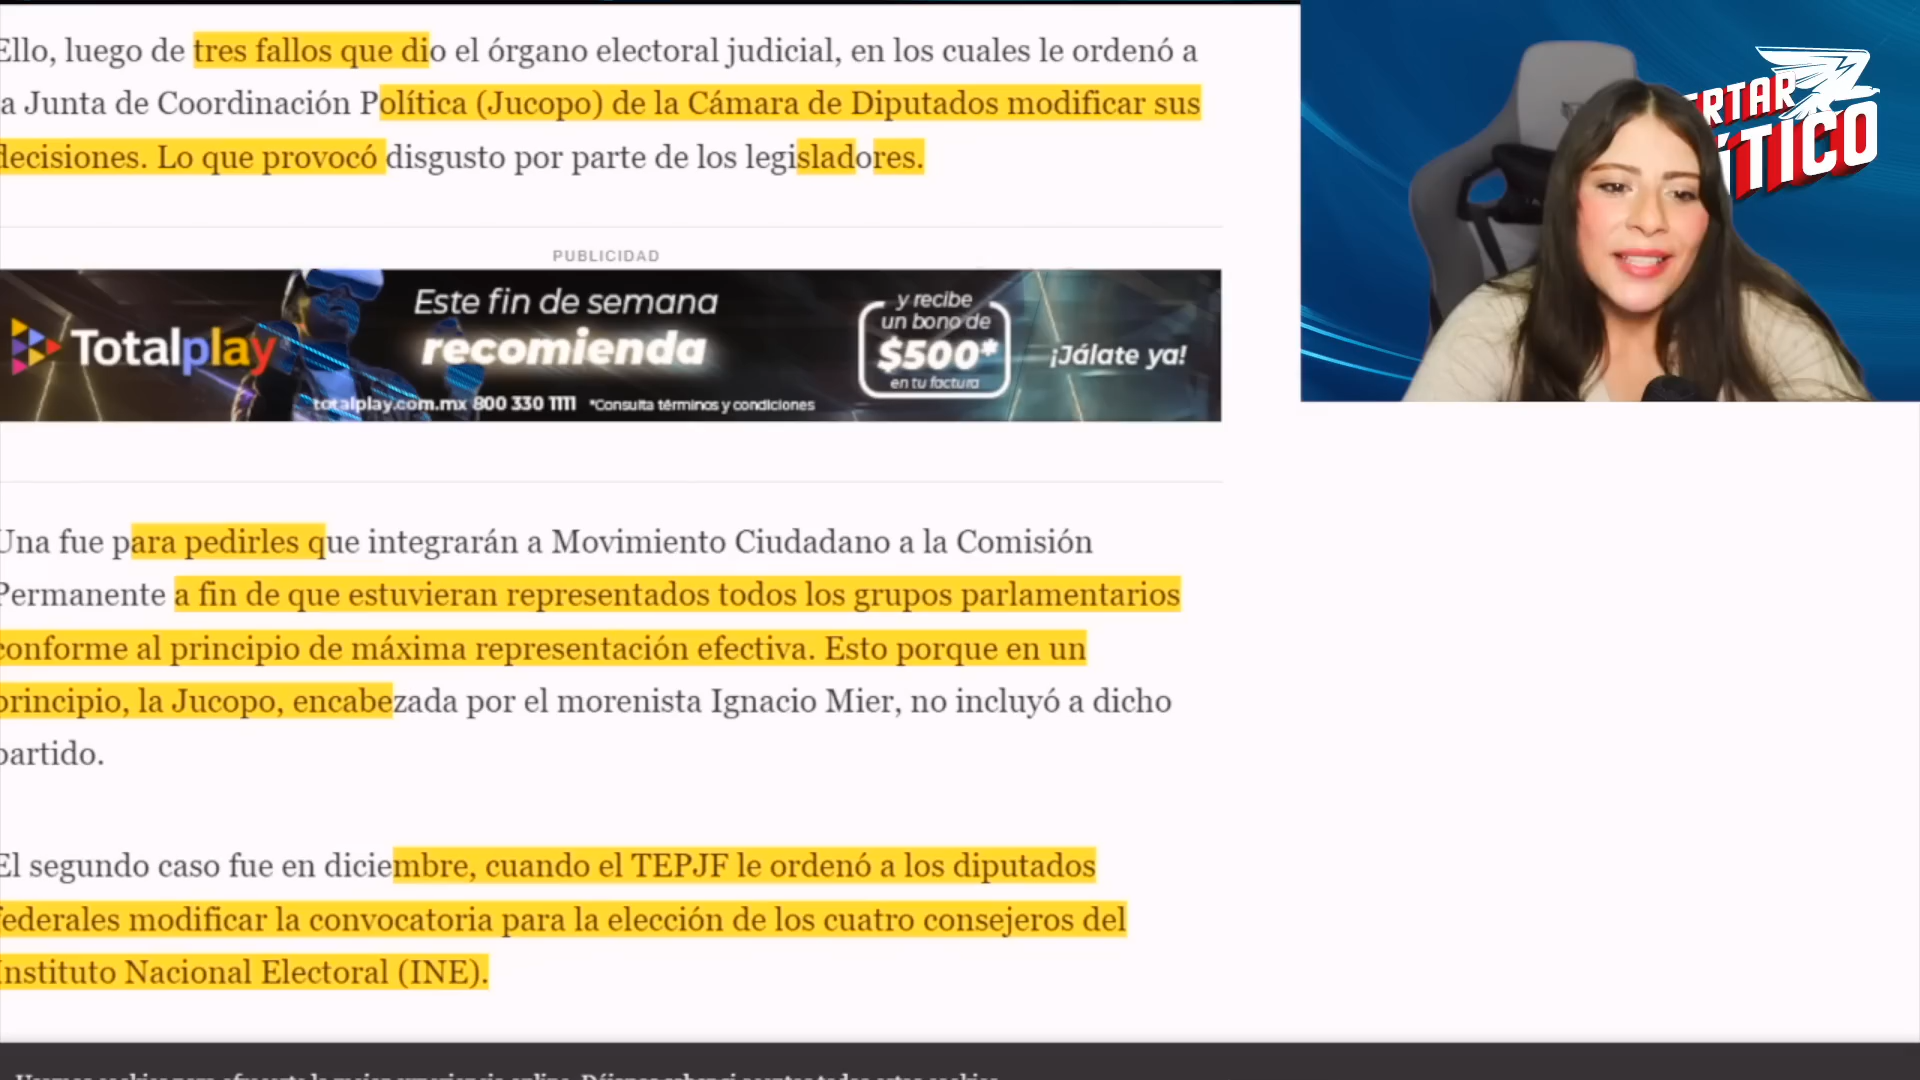 Ello, luego de tres fallos que dio el órgano electoral judicial, en los cuales le ordenó a
la Junta de Coordinación Política (Jucopo) de la Cámara de Diputados modificar sus
decisiones. Lo que provocó disgusto por parte de los legisladores.
PUBLICIDAD
Totalplay
Este fin de semana
recomienda
totalplay.com.mx 800 330 1111 *Consulta términos y condiciones
y recibe
un bono de
$500*
en tu factura
¡Jálate ya!
Una fue para pedirles que integrarán a Movimiento Ciudadano a la Comisión
Permanente a fin de que estuvieran representados todos los grupos parlamentarios
conforme al principio de máxima representación efectiva. Esto porque en un
principio, la Jucopo, encabezada por el morenista Ignacio Mier, no incluyó a dicho
partido.
El segundo caso fue en diciembre, cuando el TEPJF le ordenó a los diputados
federales modificar la convocatoria para la elección de los cuatro consejeros del
Instituto Nacional Electoral (INE).
ERTAR
ÍTICO